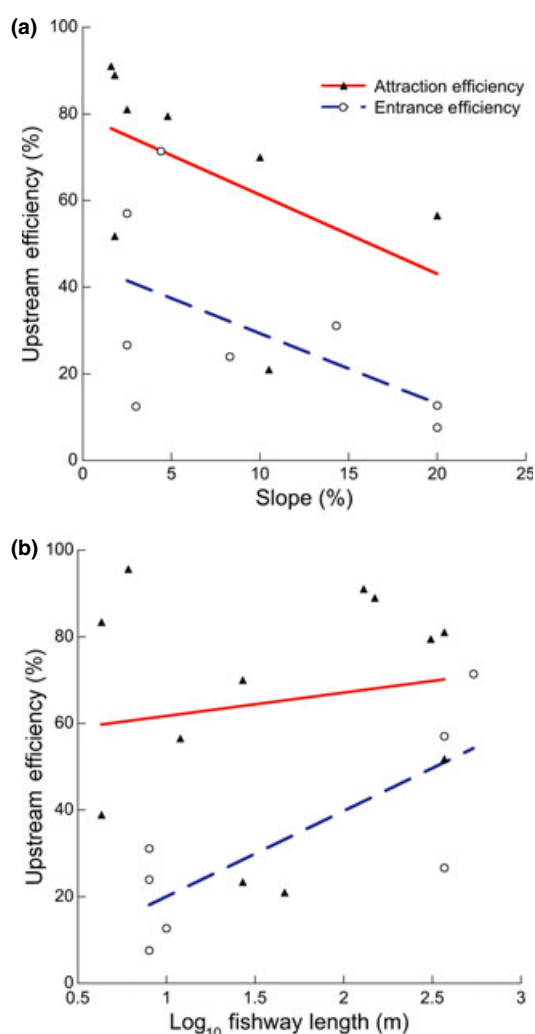 (a)
100
80
60
40
20
0
Upstream efficiency (%)
Attraction efficiency
Entrance efficiency
0 5 10 15 20 25
Slope (%)
(b)
100
80
60
40
20
0
Upstream efficiency (%)
0.5 1 1.5 2 2.5 3
Log₁₀ fishway length (m)